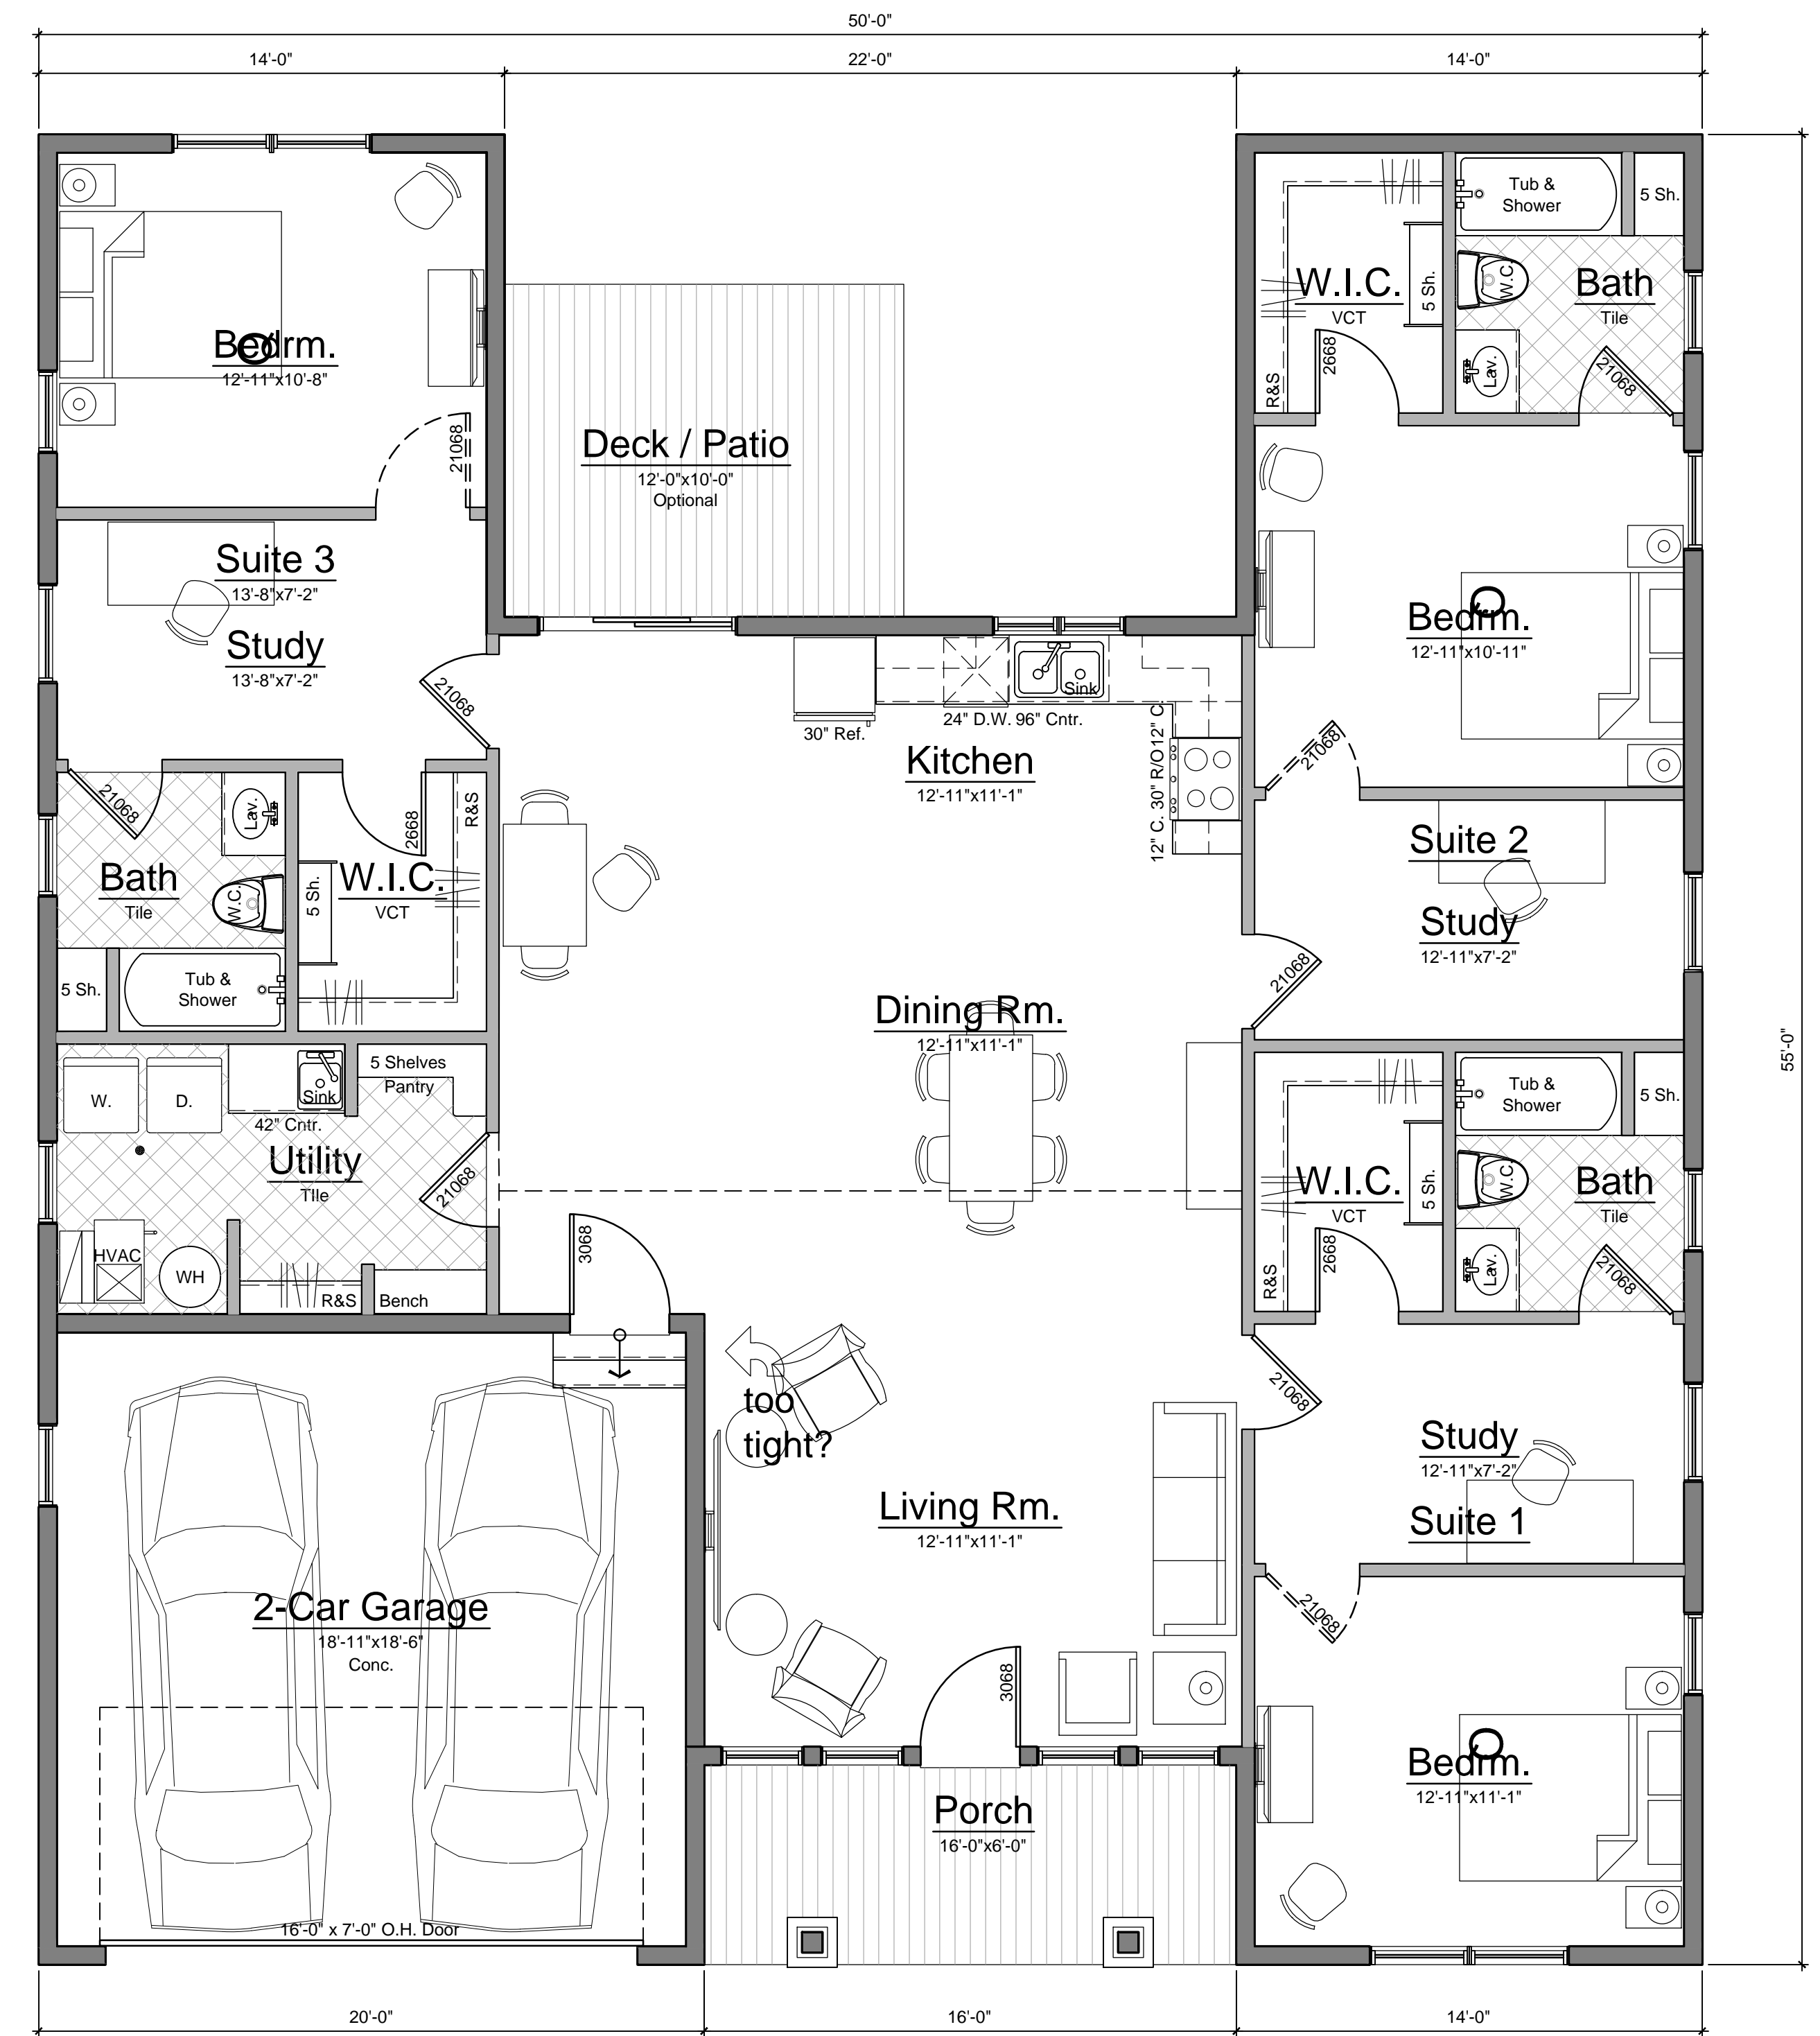 50'-0"
14'-0"
22'-0"
14'-0"
Bedrm.
12'-11"x10'-8"
21068
Suite 3
13'-8"x7'-2"
Study
13'-8"x7'-2"
21068
21068
Lav.
W.C.
Bath
Tile
5 Sh.
Tub &
Shower
2668
R&S
5 Sh.
W.I.C.
VCT
Deck / Patio
12'-0"x10'-0"
Optional
30" Ref.
24" D.W. 96" Cntr.
Sink
12" C. 30" R/O12" C.
Kitchen
12'-11"x11'-1"
Dining Rm.
12'-11"x11'-1"
W.I.C.
VCT
5 Sh.
R&S
2668
Tub &
Shower
5 Sh.
W.C.
Bath
Tile
Lav.
21068
Bedrm.
12'-11"x10'-11"
21068
Suite 2
Study
12'-11"x7'-2"
21068
55'-0"
W.
D.
Sink
42" Cntr.
5 Shelves
Pantry
Utility
TIle
21068
HVAC
WH
R&S
Bench
3068
W.I.C.
VCT
5 Sh.
R&S
2668
Tub &
Shower
5 Sh.
W.C.
Bath
Tile
Lav.
21068
21068
Study
12'-11"x7'-2"
Suite 1
21068
too
tight?
Living Rm.
12'-11"x11'-1"
3068
2-Car Garage
18'-11"x18'-6"
Conc.
16'-0" x 7'-0" O.H. Door
Porch
16'-0"x6'-0"
Bedrm.
12'-11"x11'-1"
20'-0"
16'-0"
14'-0"